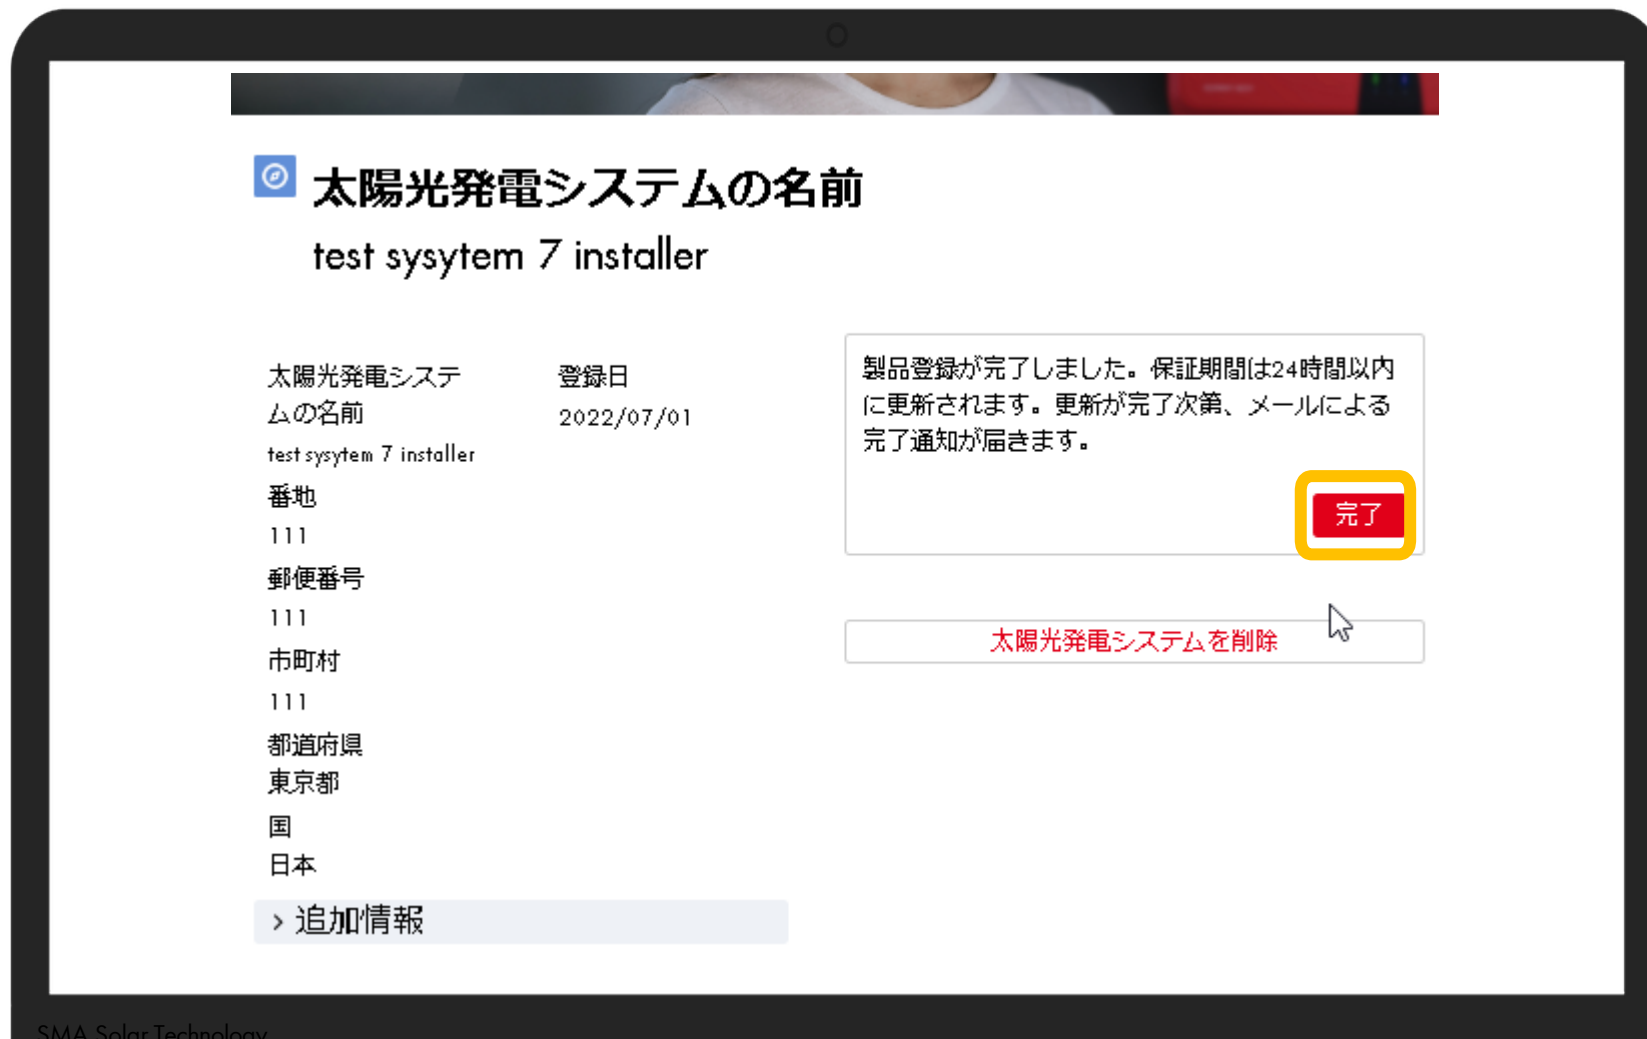 太陽光発電システムの名前
test sysytem 7 installer
太陽光発電システ
ムの名前
test sysytem 7 installer
番地
111
郵便番号
111
市町村
111
都道府県
東京都
国
日本
> 追加情報
登録日
2022/07/01
製品登録が完了しました。保証期間は24時間以内
に更新されます。更新が完了次第、メールによる
完了通知が届きます。
完了
太陽光発電システムを削除
SMA Solar Technology